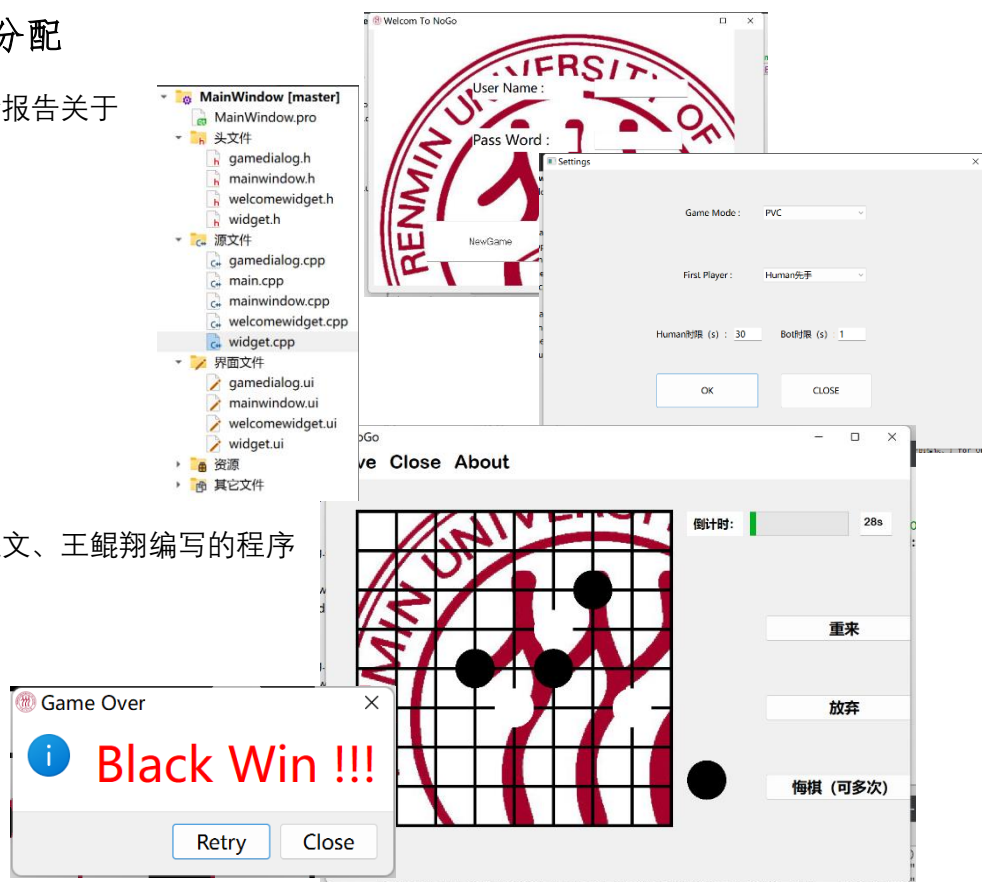 分配
报告关于
文、王鲲翔编写的程序
MainWindow [master]
MainWindow.pro
头文件
gamedialog.h
mainwindow.h
welcomewidget.h
widget.h
源文件
gamedialog.cpp
main.cpp
mainwindow.cpp
welcomewidget.cpp
widget.cpp
界面文件
gamedialog.ui
mainwindow.ui
welcomewidget.ui
widget.ui
资源
其它文件
Welcom To NoGo
RENMIN UNIVERSITY OF
User Name :
Pass Word :
NewGame
Settings
Game Mode : PVC
First Player : Human先手
Human时限（s）: 30 Bot时限（s） 1
OK CLOSE
oGo
ve Close About
MIN UNIVERSI
倒计时: 28s
重来
放弃
悔棋（可多次）
Game Over
Black Win !!!
Retry Close